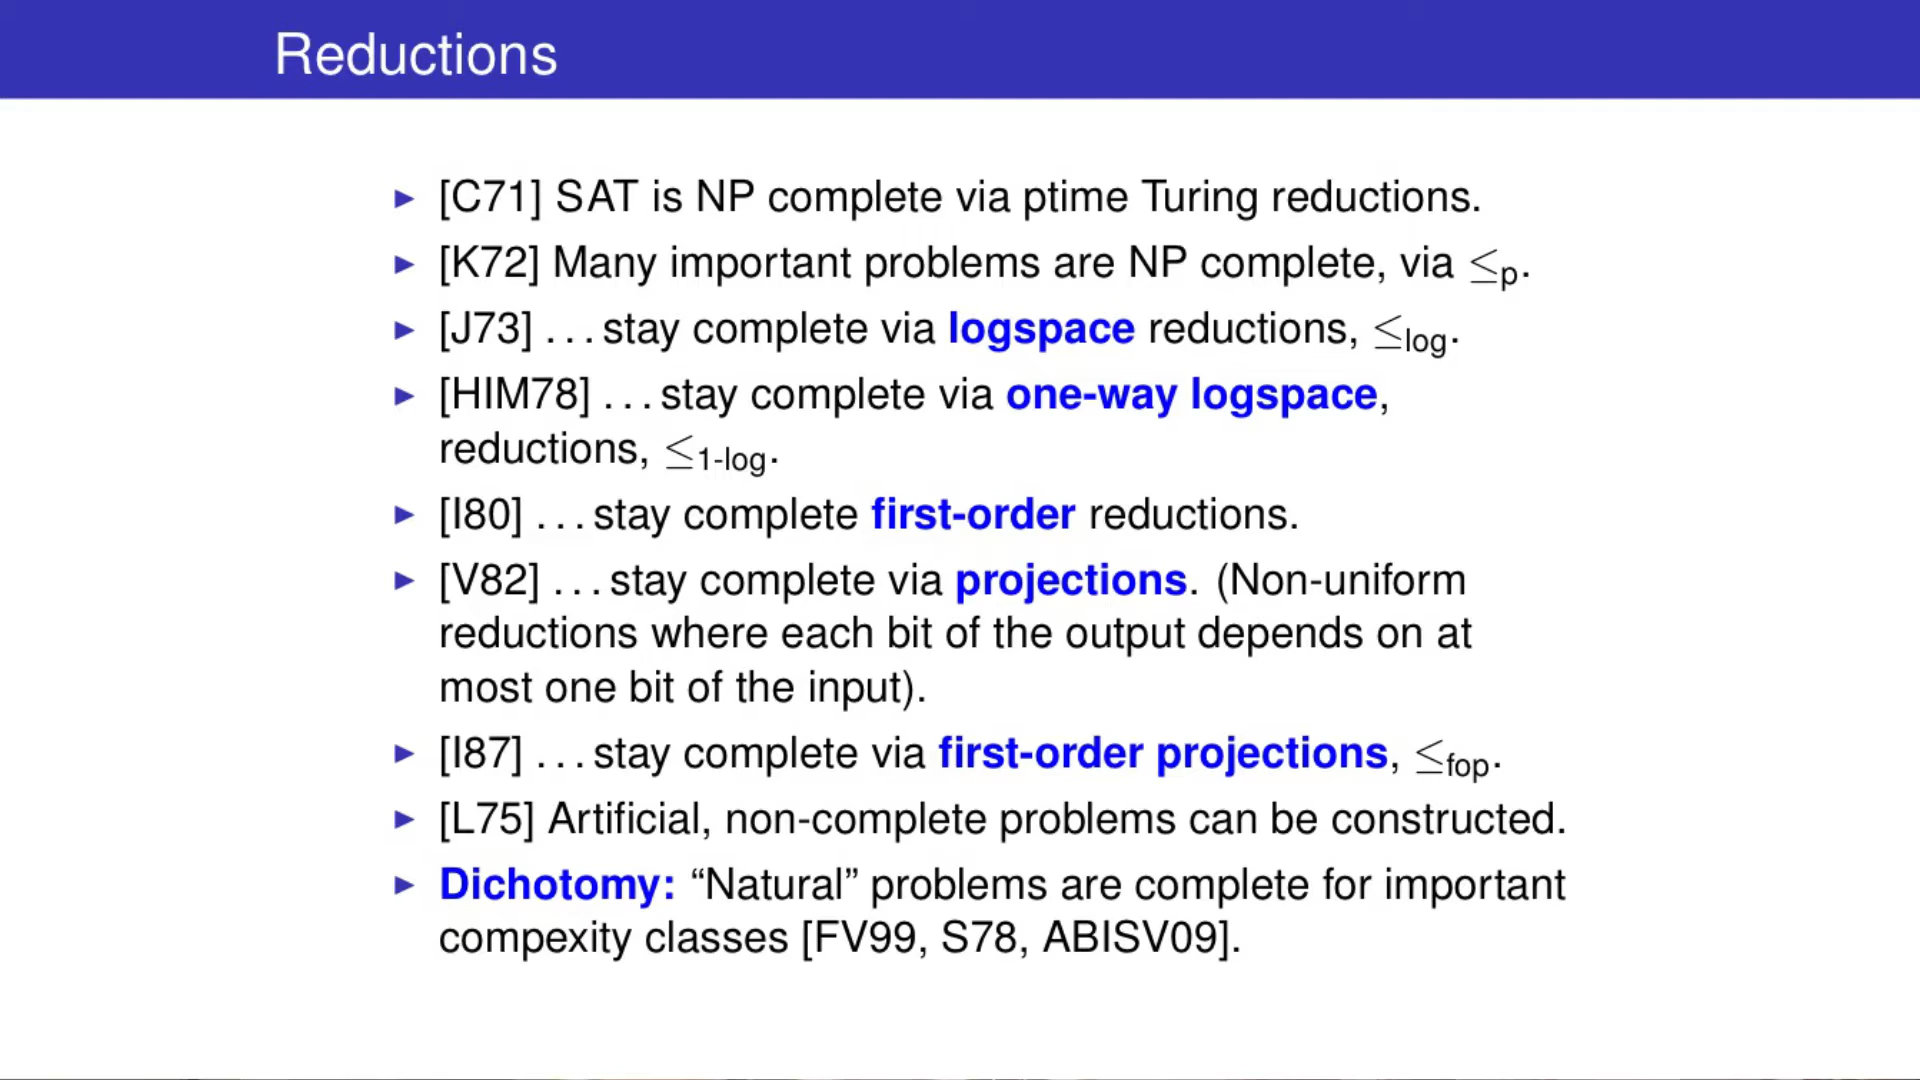 Reductions
▶ [C71] SAT is NP complete via ptime Turing reductions.
▶ [K72] Many important problems are NP complete, via ≤p.
▶ [J73] ... stay complete via logspace reductions, ≤log.
▶ [HIM78] ... stay complete via one-way logspace,
reductions, ≤1-log.
▶ [I80] ... stay complete first-order reductions.
▶ [V82] ... stay complete via projections. (Non-uniform
reductions where each bit of the output depends on at
most one bit of the input).
▶ [I87] ... stay complete via first-order projections, ≤fop.
▶ [L75] Artificial, non-complete problems can be constructed.
▶ Dichotomy: “Natural” problems are complete for important
compexity classes [FV99, S78, ABISV09].